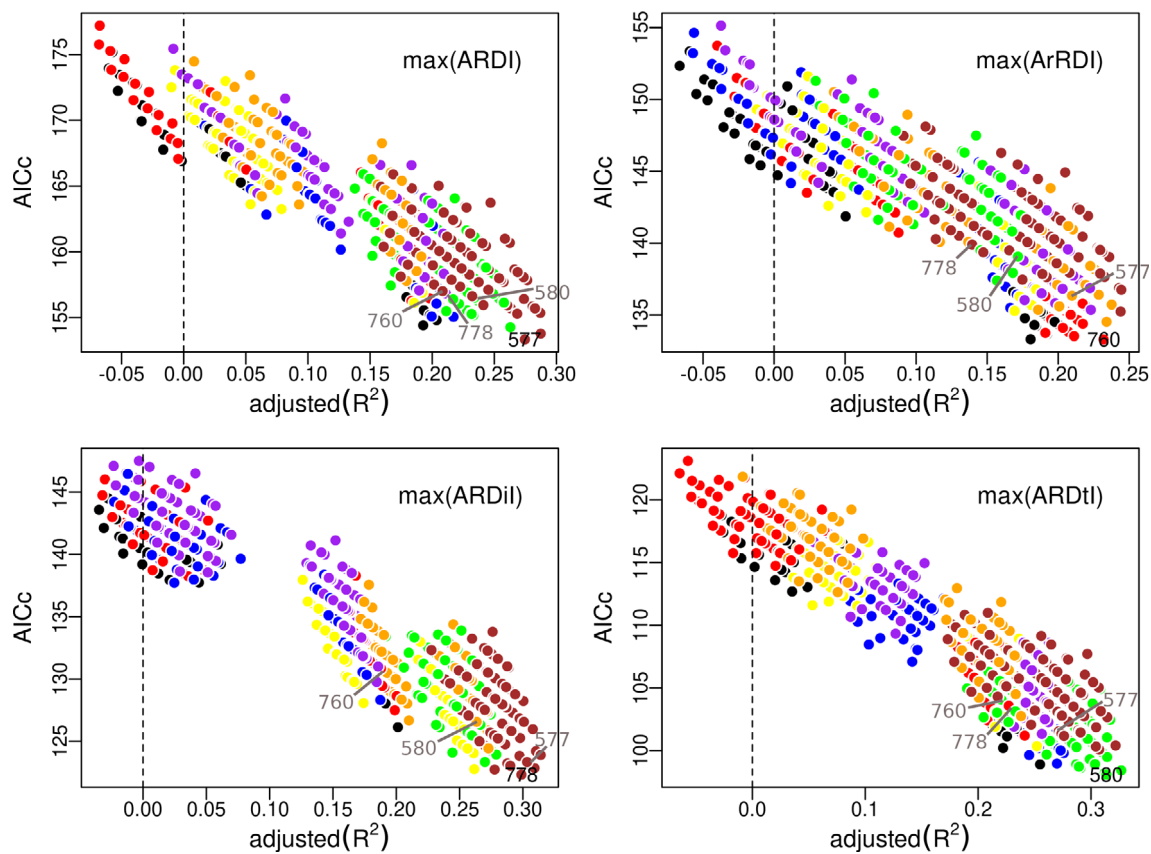 max(ARDI)
AICc
175
170
165
160
155
760
778
580
577
-0.05 0.00 0.05 0.10 0.15 0.20 0.25 0.30
adjusted(R²)
max(ArRDI)
AICc
155
150
145
140
135
778
580
577
760
-0.05 0.00 0.05 0.10 0.15 0.20 0.25
adjusted(R²)
max(ARDiI)
AICc
145
140
135
130
125
760
580
577
778
0.00 0.05 0.10 0.15 0.20 0.25 0.30
adjusted(R²)
max(ARDtI)
AICc
120
115
110
105
100
760
778
577
580
0.0 0.1 0.2 0.3
adjusted(R²)